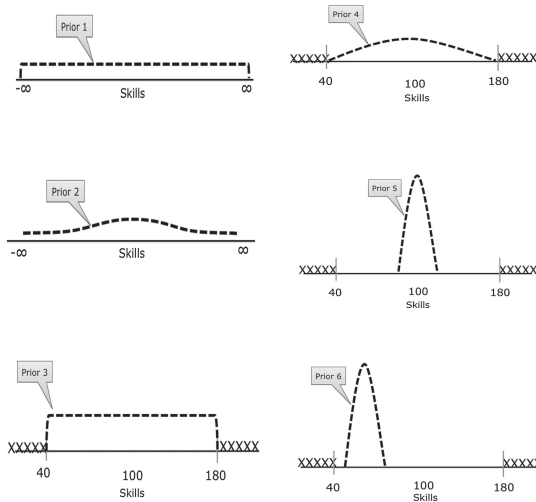 Prior 1
-∞ ∞
Skills
Prior 2
-∞ ∞
Skills
Prior 3
XXXXX XXXXX
40 100 180
Skills
Prior 4
XXXXX XXXXX
40 100 180
Skills
Prior 5
XXXXX XXXXX
40 100 180
Skills
Prior 6
XXXXX XXXXX
40 100 180
Skills